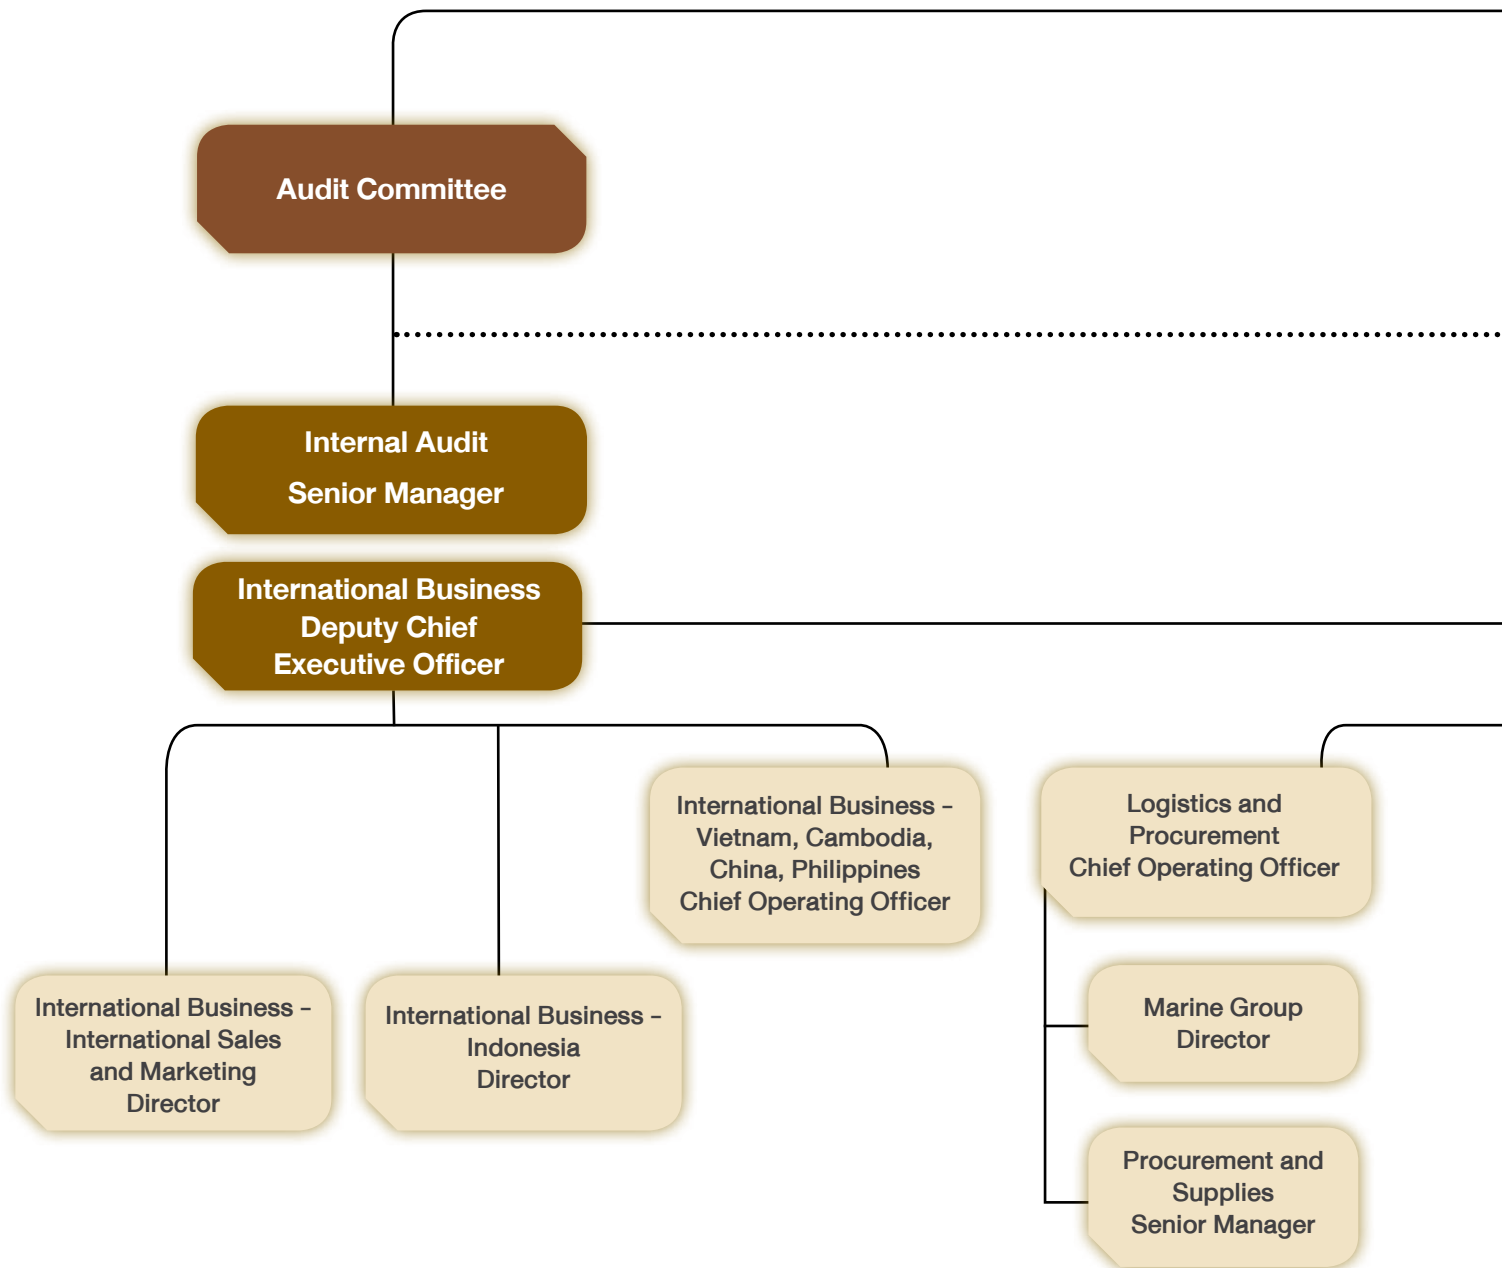 Audit Committee
Internal Audit
Senior Manager
International Business
Deputy Chief
Executive Officer
International Business –
Vietnam, Cambodia,
China, Philippines
Chief Operating Officer
Logistics and
Procurement
Chief Operating Officer
International Business –
International Sales
and Marketing
Director
International Business –
Indonesia
Director
Marine Group
Director
Procurement and
Supplies
Senior Manager